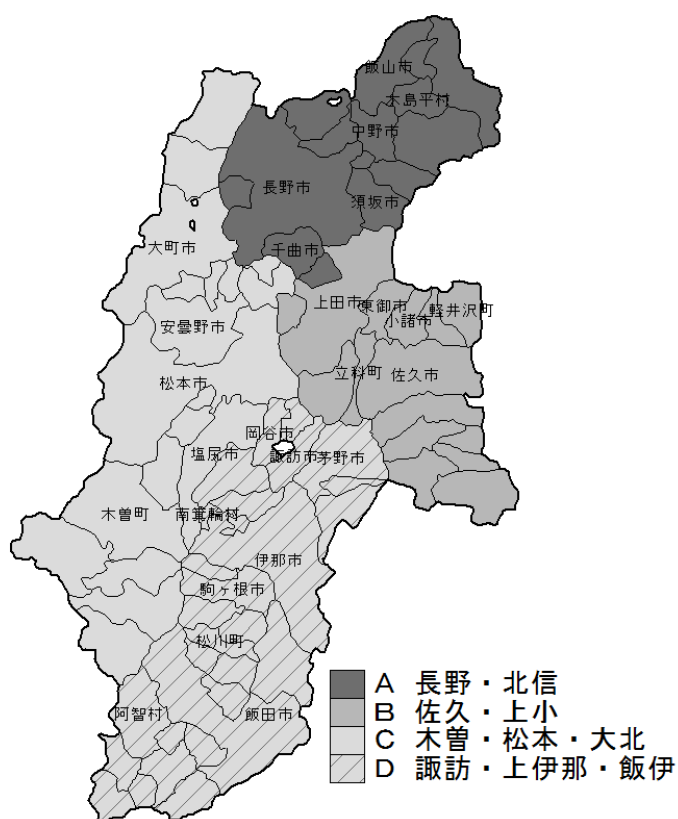 飯山市
木島平村
中野市
長野市
須坂市
千曲市
大町市
上田市
東御市
軽井沢町
小諸市
安曇野市
立科町
佐久市
松本市
岡谷市
塩尻市
諏訪市
茅野市
木曽町
南箕輪村
伊那市
駒ヶ根市
松川町
阿智村
飯田市
A 長野・北信
B 佐久・上小
C 木曽・松本・大北
D 諏訪・上伊那・飯伊